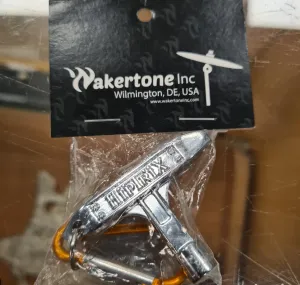 Wakertone Inc
Wilmington, DE, USA
www.wakertoneinc.com